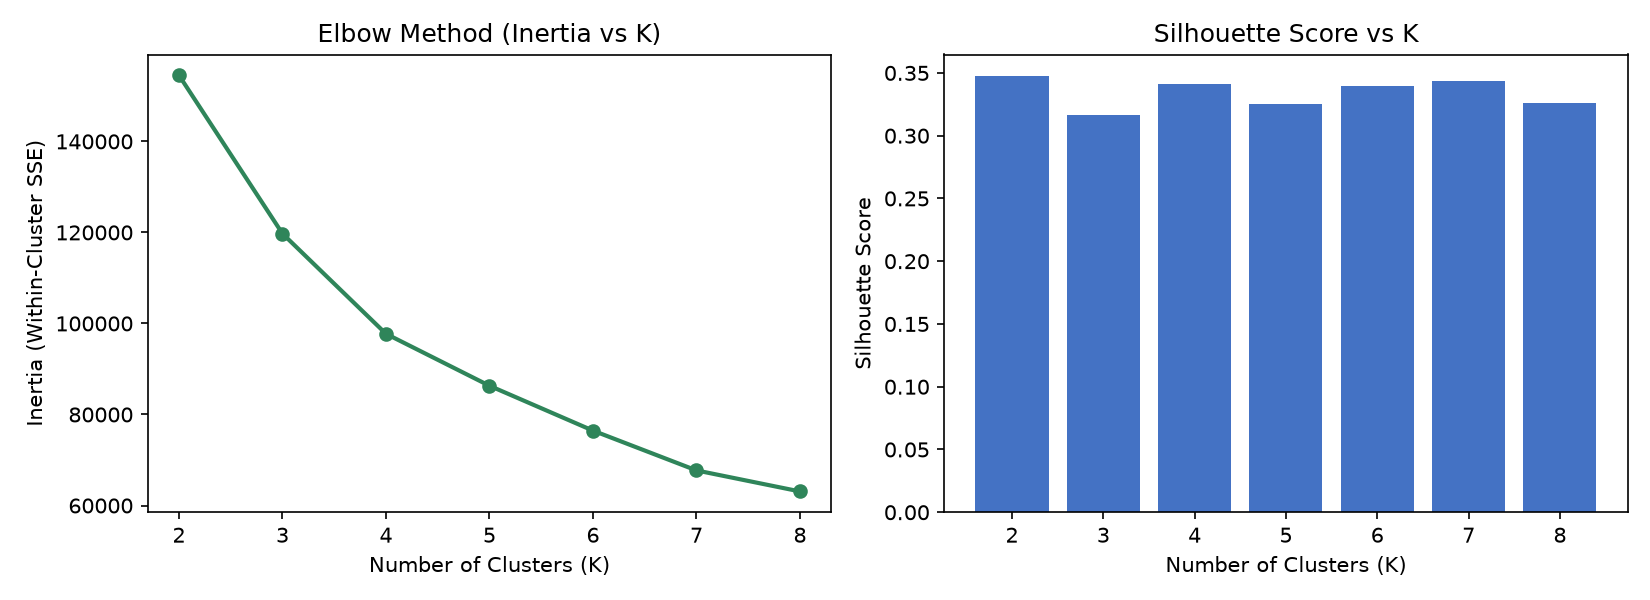 Elbow Method (Inertia vs K)
Inertia (Within-Cluster SSE)
140000
120000
100000
80000
60000
2 3 4 5 6 7 8
Number of Clusters (K)
Silhouette Score vs K
Silhouette Score
0.35
0.30
0.25
0.20
0.15
0.10
0.05
0.00
2 3 4 5 6 7 8
Number of Clusters (K)